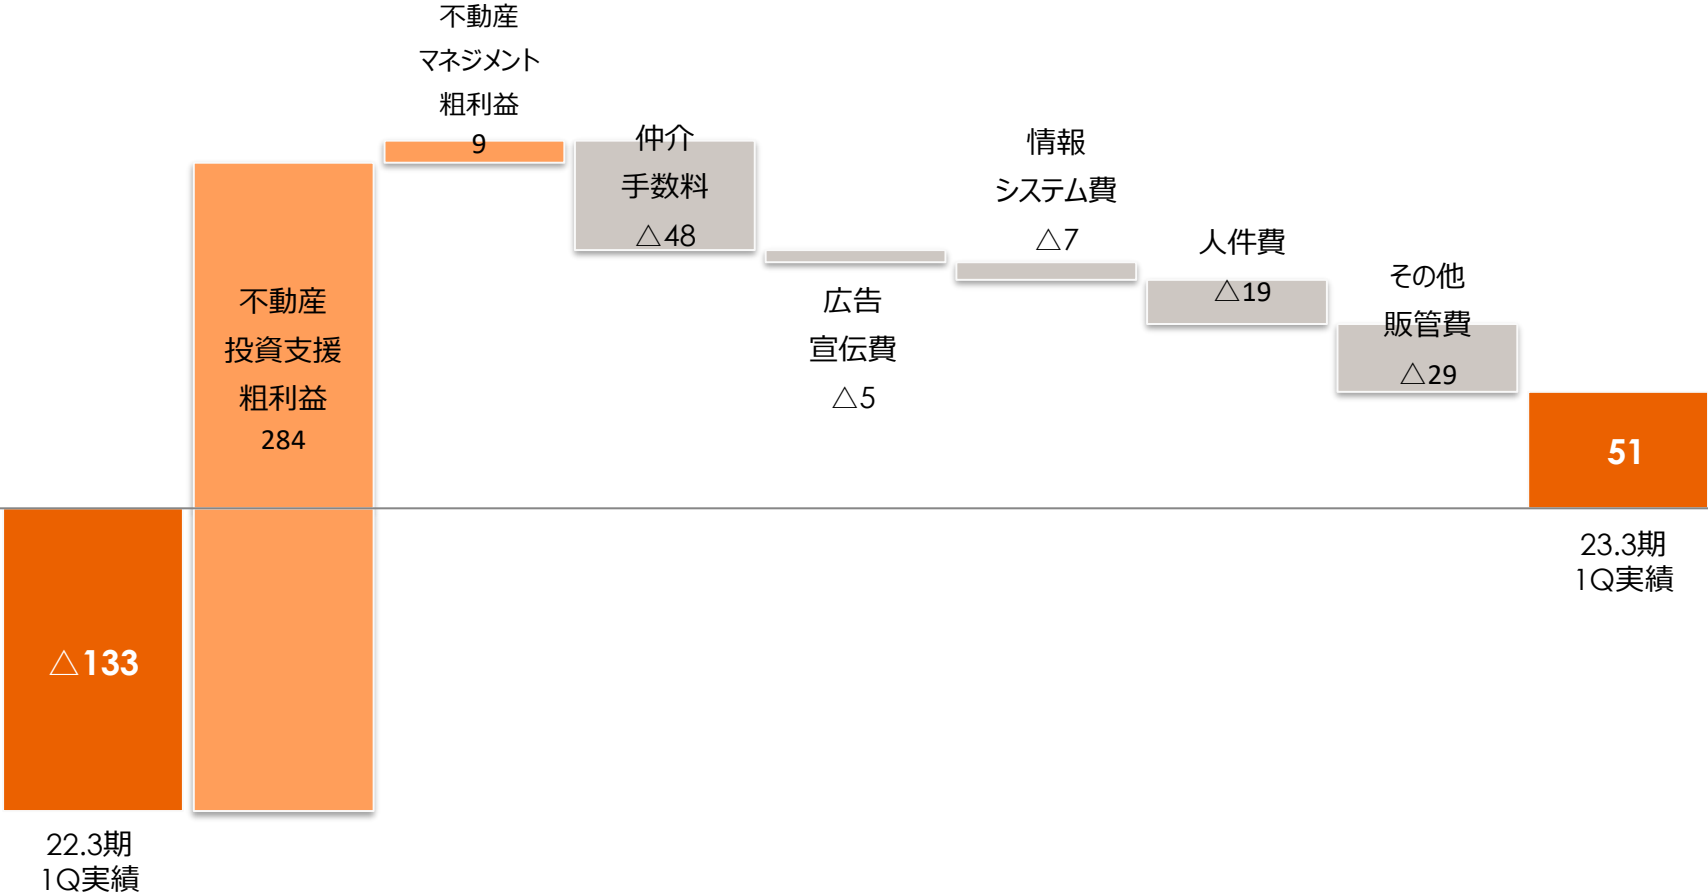 不動産
マネジメント
粗利益
9
仲介
手数料
△48
情報
システム費
△7
人件費
△19
その他
販管費
△29
不動産
投資支援
粗利益
284
広告
宣伝費
△5
51
23.3期
1Q実績
△133
22.3期
1Q実績